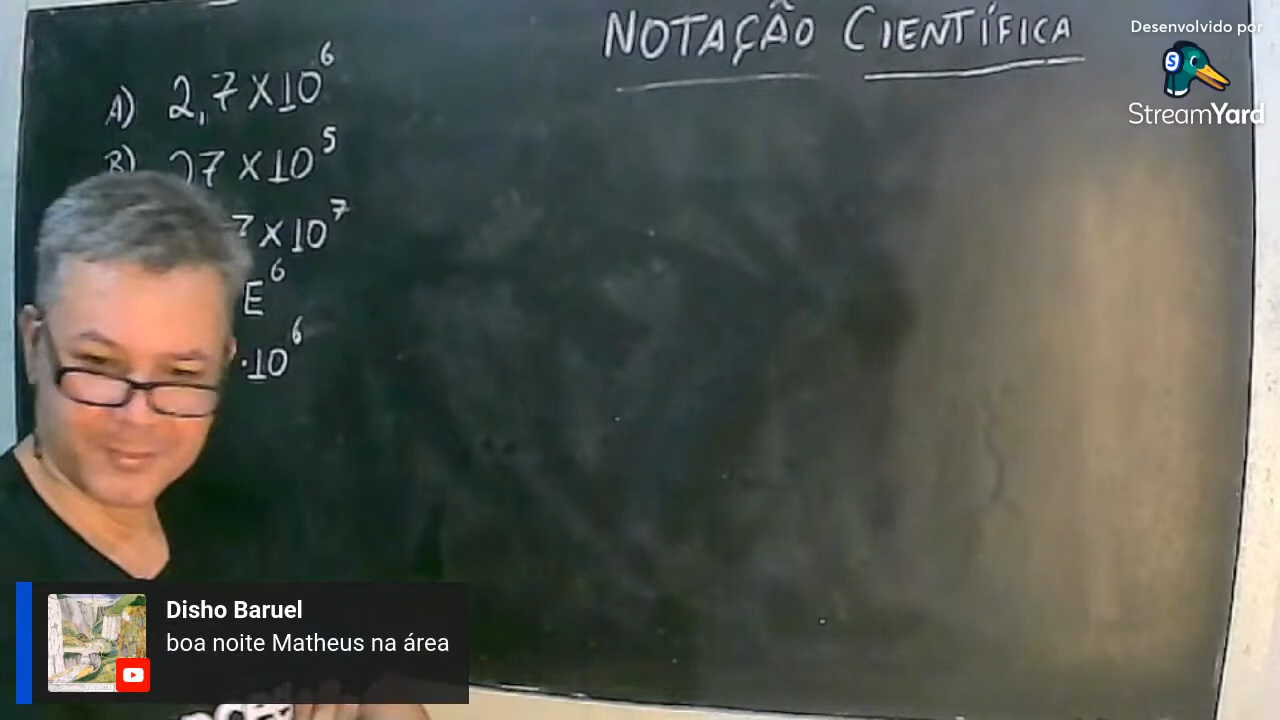 NOTAÇÃO CIENTÍFICA
A) 2,7 X 10⁶
B) 27 X 10⁵
7 X 10⁷
E⁶
·10⁶
Desenvolvido por
StreamYard
Disho Baruel
boa noite Matheus na área